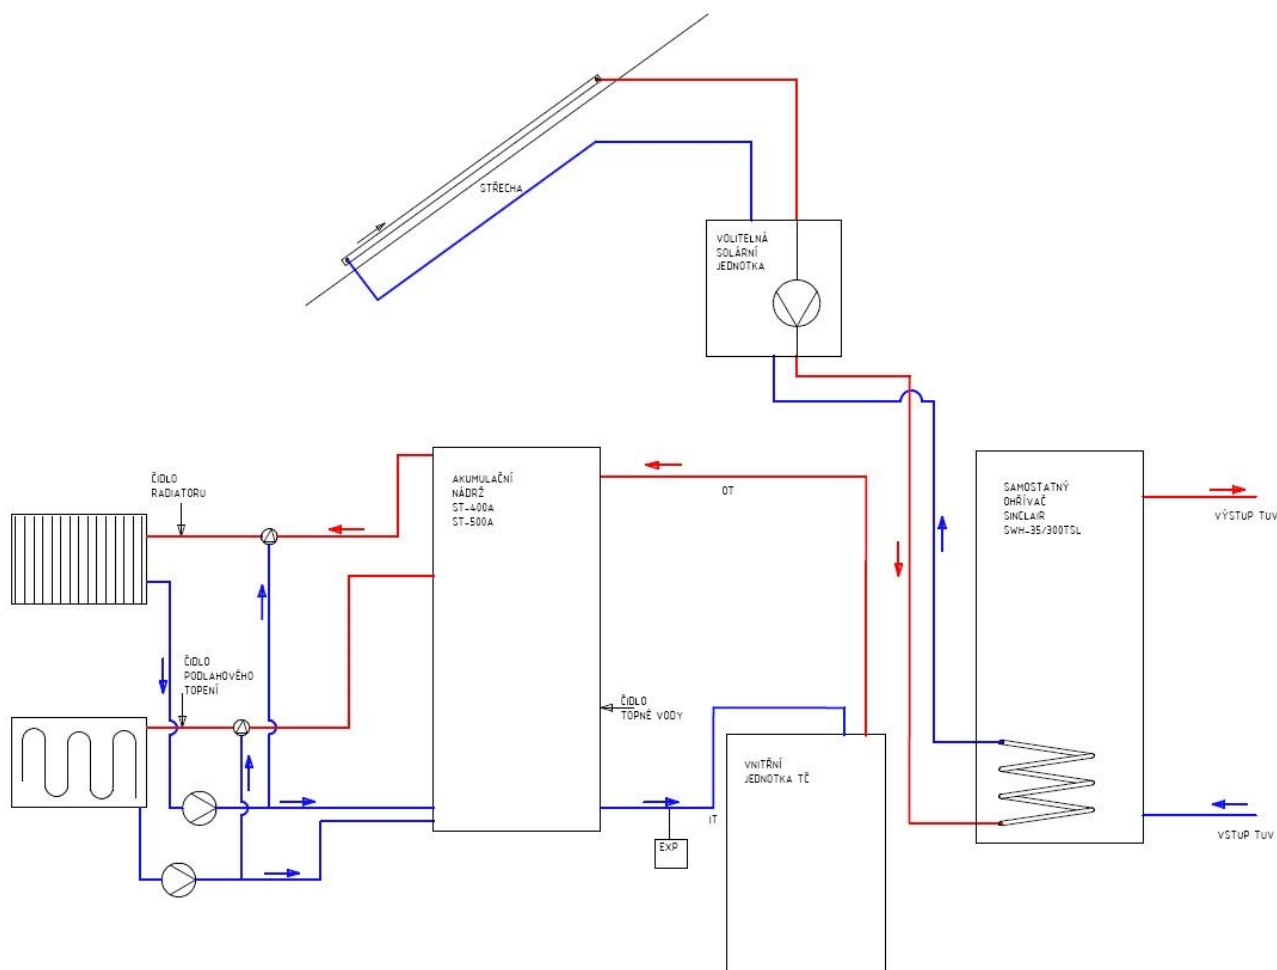 STŘECHA
VOLITELNÁ
SOLÁRNÍ
JEDNOTKA
ČIDLO
RADIATORU
AKUMULAČNÍ
NÁDRŽ
ST-400A
ST-500A
OT
SAMOSTATNÝ
OHŘÍVAČ
SINCLAIR
SWH-35/300TSL
VÝSTUP TUV
ČIDLO
PODLAHOVÉHO
TOPENÍ
ČIDLO
TOPNÉ VODY
VNITŘNÍ
JEDNOTKA TČ
IT
EXP
VSTUP TUV